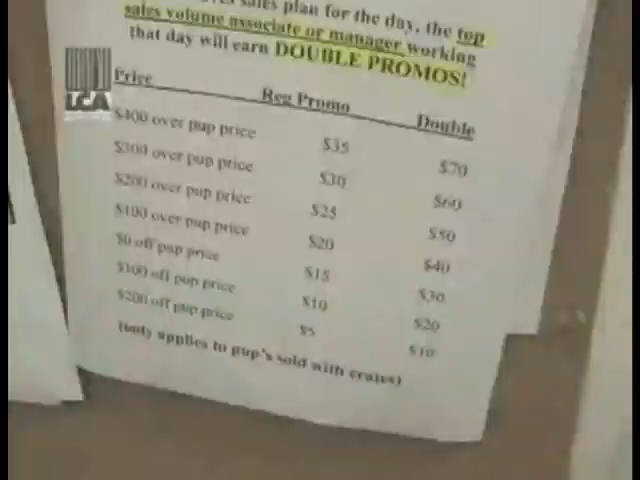 sales plan for the day, the top
sales volume associate or manager working
that day will earn DOUBLE PROMOS!
LCA
Price Reg Promo Double
$400 over pup price $35 $70
$300 over pup price $30 $60
$200 over pup price $25 $50
$100 over pup price $20 $40
$0 off pup price $15 $30
$100 off pup price $10 $20
$200 off pup price $5 $10
(only applies to pup's sold with crates)